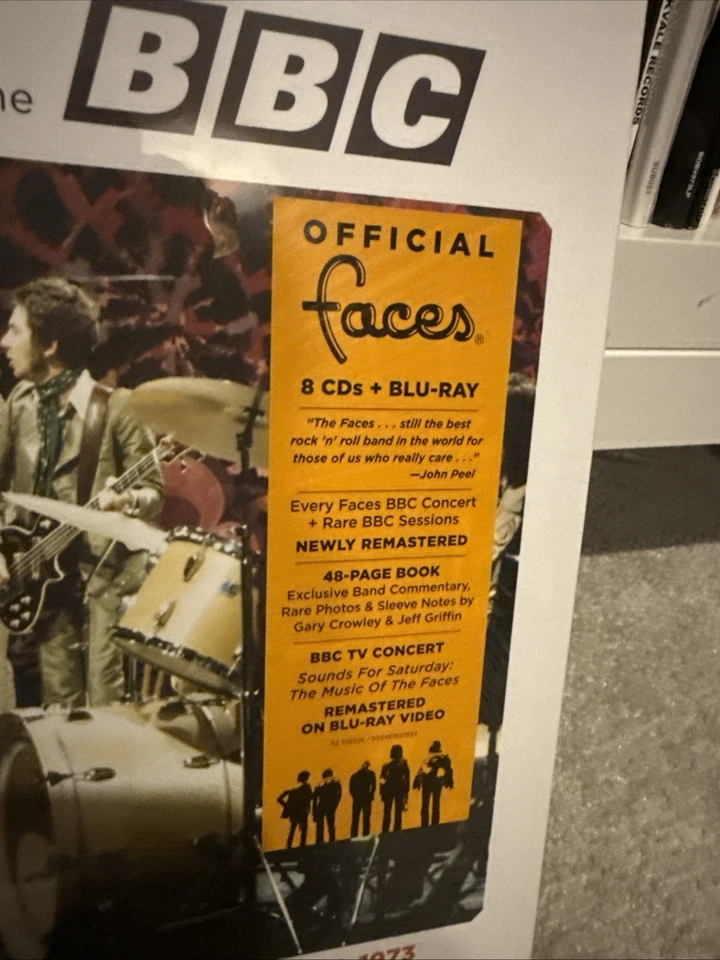 he
BBC
OFFICIAL
faces®
8 CDs + BLU-RAY
"The Faces . . . still the best
rock 'n' roll band in the world for
those of us who really care . . ."
—John Peel
Every Faces BBC Concert
+ Rare BBC Sessions
NEWLY REMASTERED
48-PAGE BOOK
Exclusive Band Commentary,
Rare Photos & Sleeve Notes by
Gary Crowley & Jeff Griffin
BBC TV CONCERT
Sounds For Saturday:
The Music Of The Faces
REMASTERED
ON BLU-RAY VIDEO
1973
RECORDS